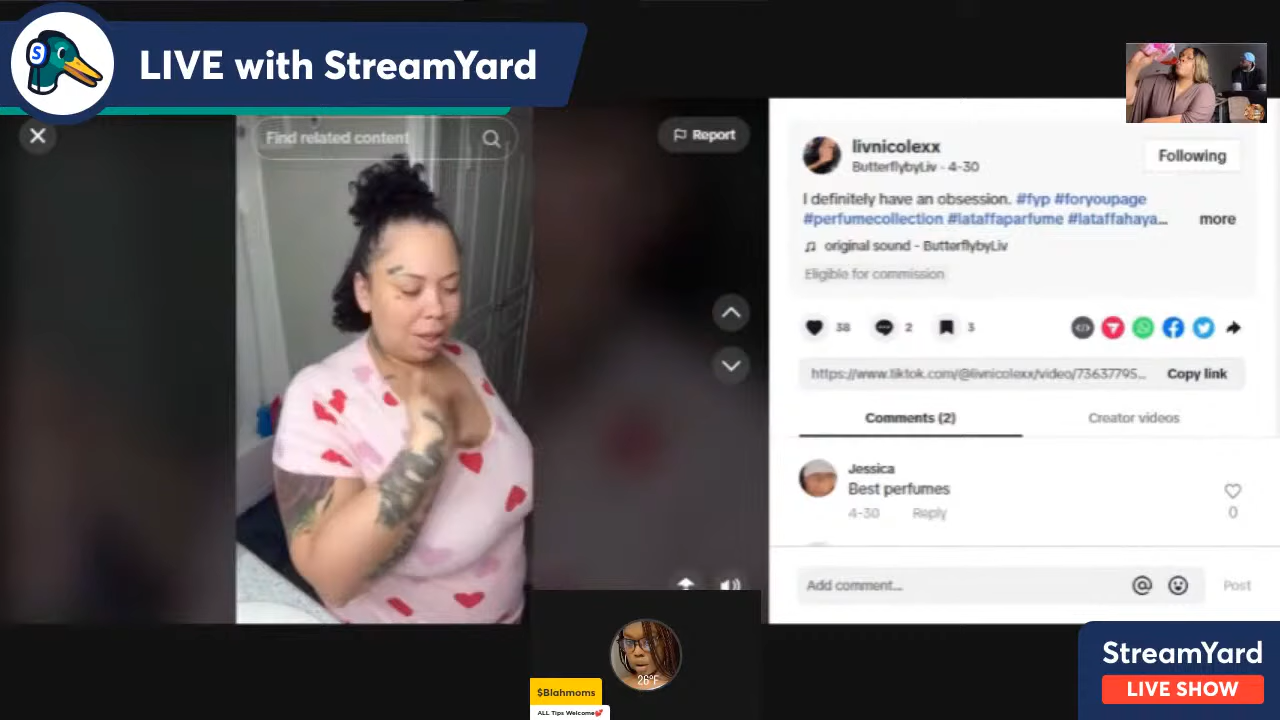 LIVE with StreamYard
S
Find related content
Report
livnicolexx
ButterflybyLiv · 4-30
Following
I definitely have an obsession. #fyp #foryoupage
#perfumecollection #lataffaparfume #lataffahaya... more
original sound - ButterflybyLiv
Eligible for commission
38
2
3
https://www.tiktok.com/@livnicolexx/video/73637795...
Copy link
Comments (2)
Creator videos
Jessica
Best perfumes
4-30 Reply
0
Add comment...
@
Post
26°F
$Blahmoms
ALL Tips Welcome💕
StreamYard
LIVE SHOW